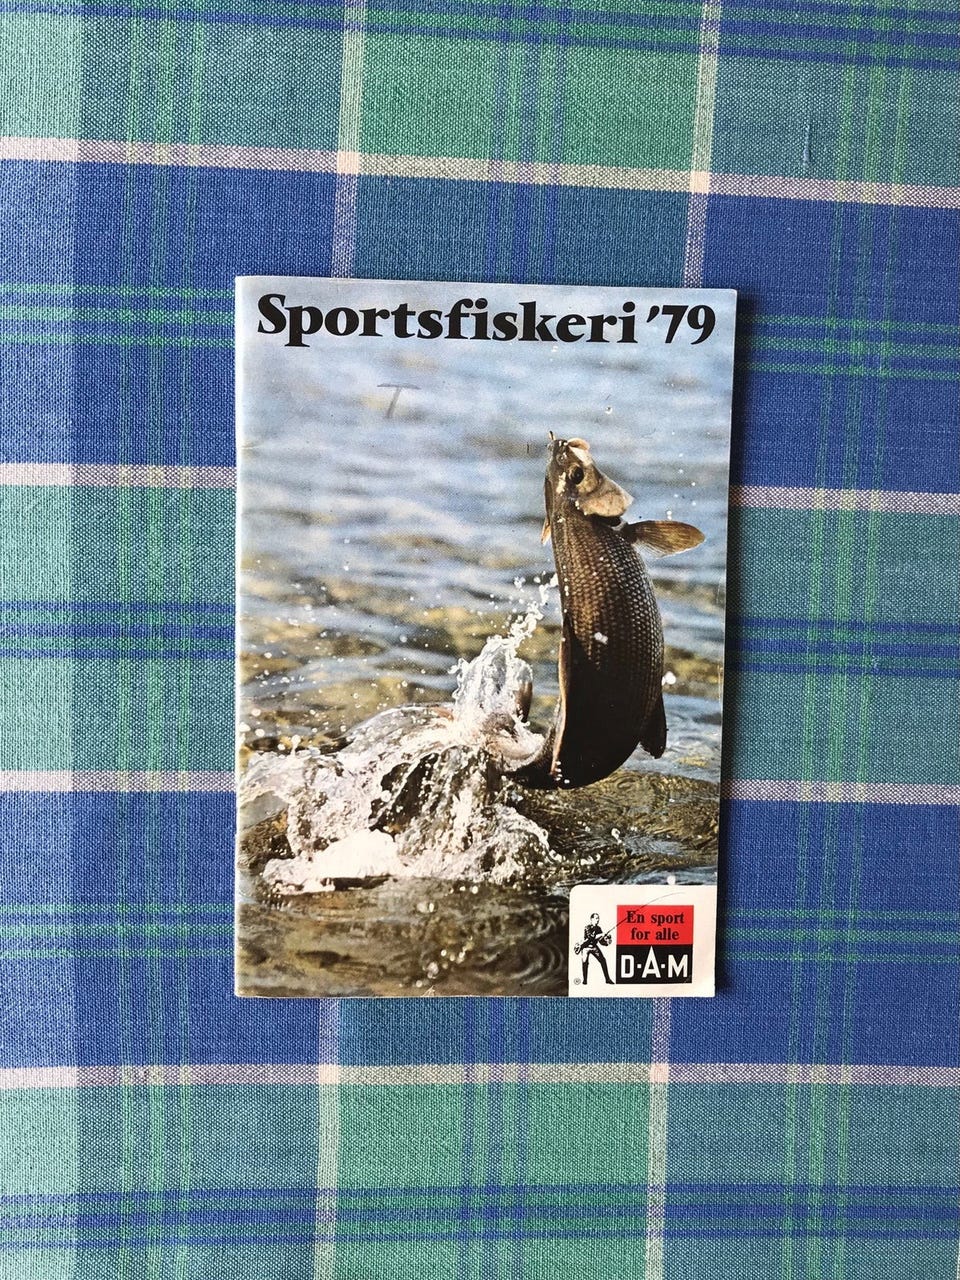 Sportsfiskeri '79
T
En sport
for alle
D·A·M
®